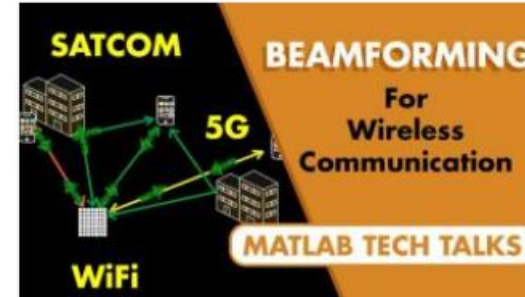 SATCOM
5G
WiFi
BEAMFORMING
For
Wireless
Communication
MATLAB TECH TALKS